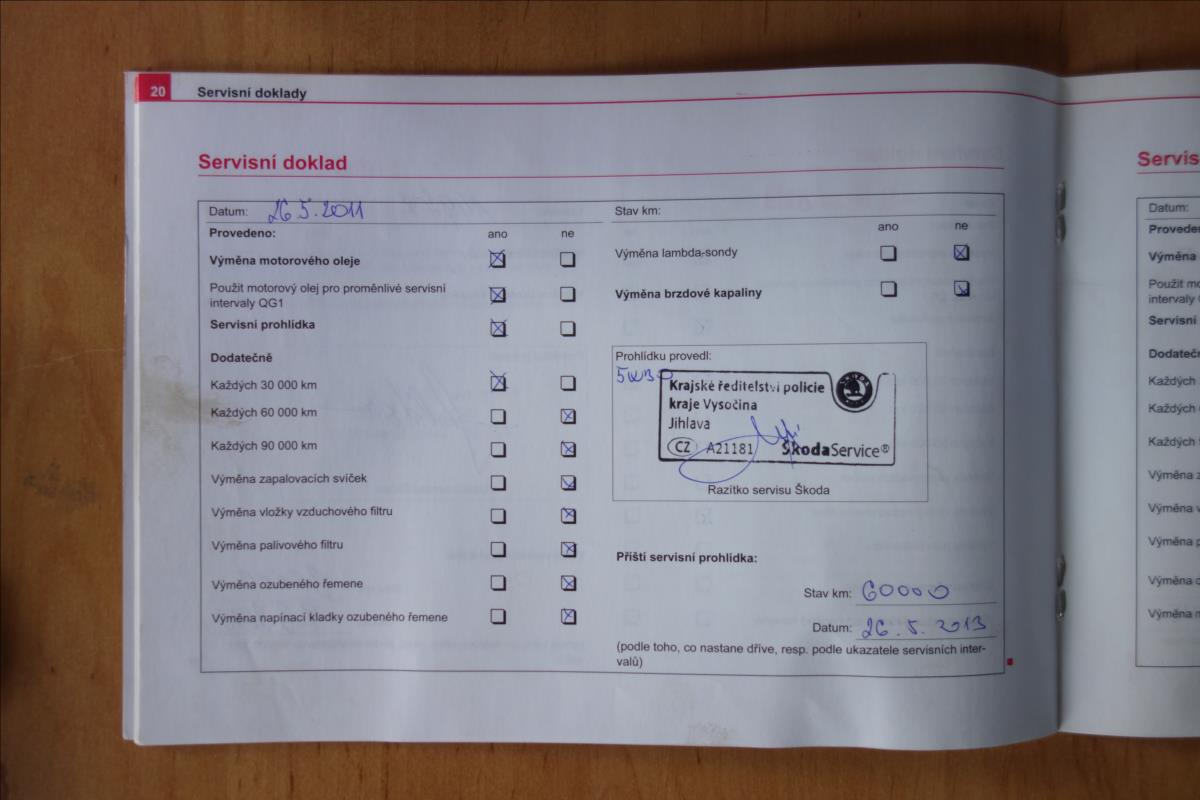 20 Servisní doklady
Servisní doklad
Datum: 26.5.2011
Provedeno: ano ne
Výměna motorového oleje
Použit motorový olej pro proměnlivé servisní
intervaly QG1
Servisní prohlídka
Dodatečně
Každých 30 000 km
Každých 60 000 km
Každých 90 000 km
Výměna zapalovacích svíček
Výměna vložky vzduchového filtru
Výměna palivového filtru
Výměna ozubeného řemene
Výměna napínací kladky ozubeného řemene
Stav km:
ano ne
Výměna lambda-sondy
Výměna brzdové kapaliny
Prohlídku provedl:
5W30
Krajské ředitelství policie
kraje Vysočina
Jihlava
CZ A21181 ŠkodaService®
Razítko servisu Škoda
Příští servisní prohlídka:
Stav km: 60000
Datum: 26.5.2013
(podle toho, co nastane dříve, resp. podle ukazatele servisních inter-
valů)
Servis
Datum:
Provede
Výměna
Použit mo
intervaly
Servisní
Dodateč
Každých
Každých
Každých
Výměna z
Výměna v
Výměna p
Výměna o
Výměna n